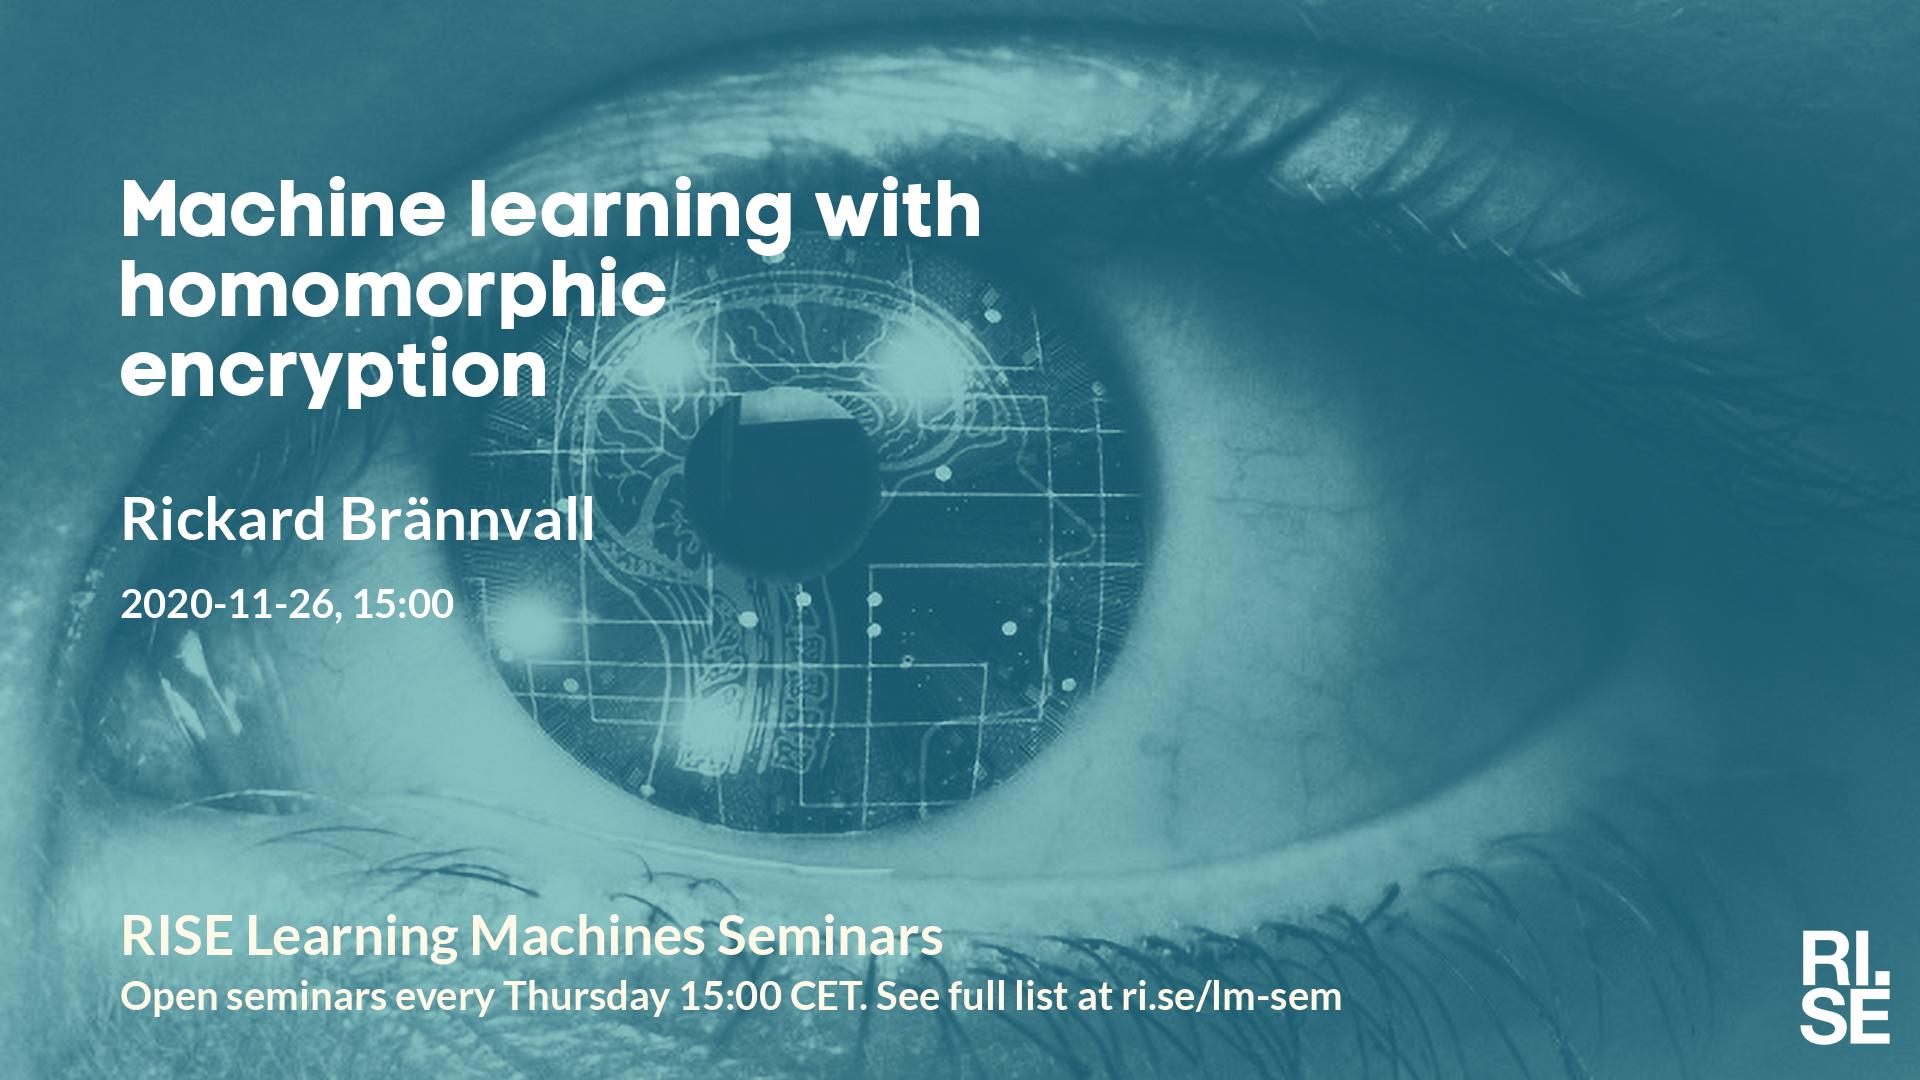 Machine learning with
homomorphic
encryption
Rickard Brännvall
2020-11-26, 15:00
RISE Learning Machines Seminars
Open seminars every Thursday 15:00 CET. See full list at ri.se/lm-sem
RI.
SE